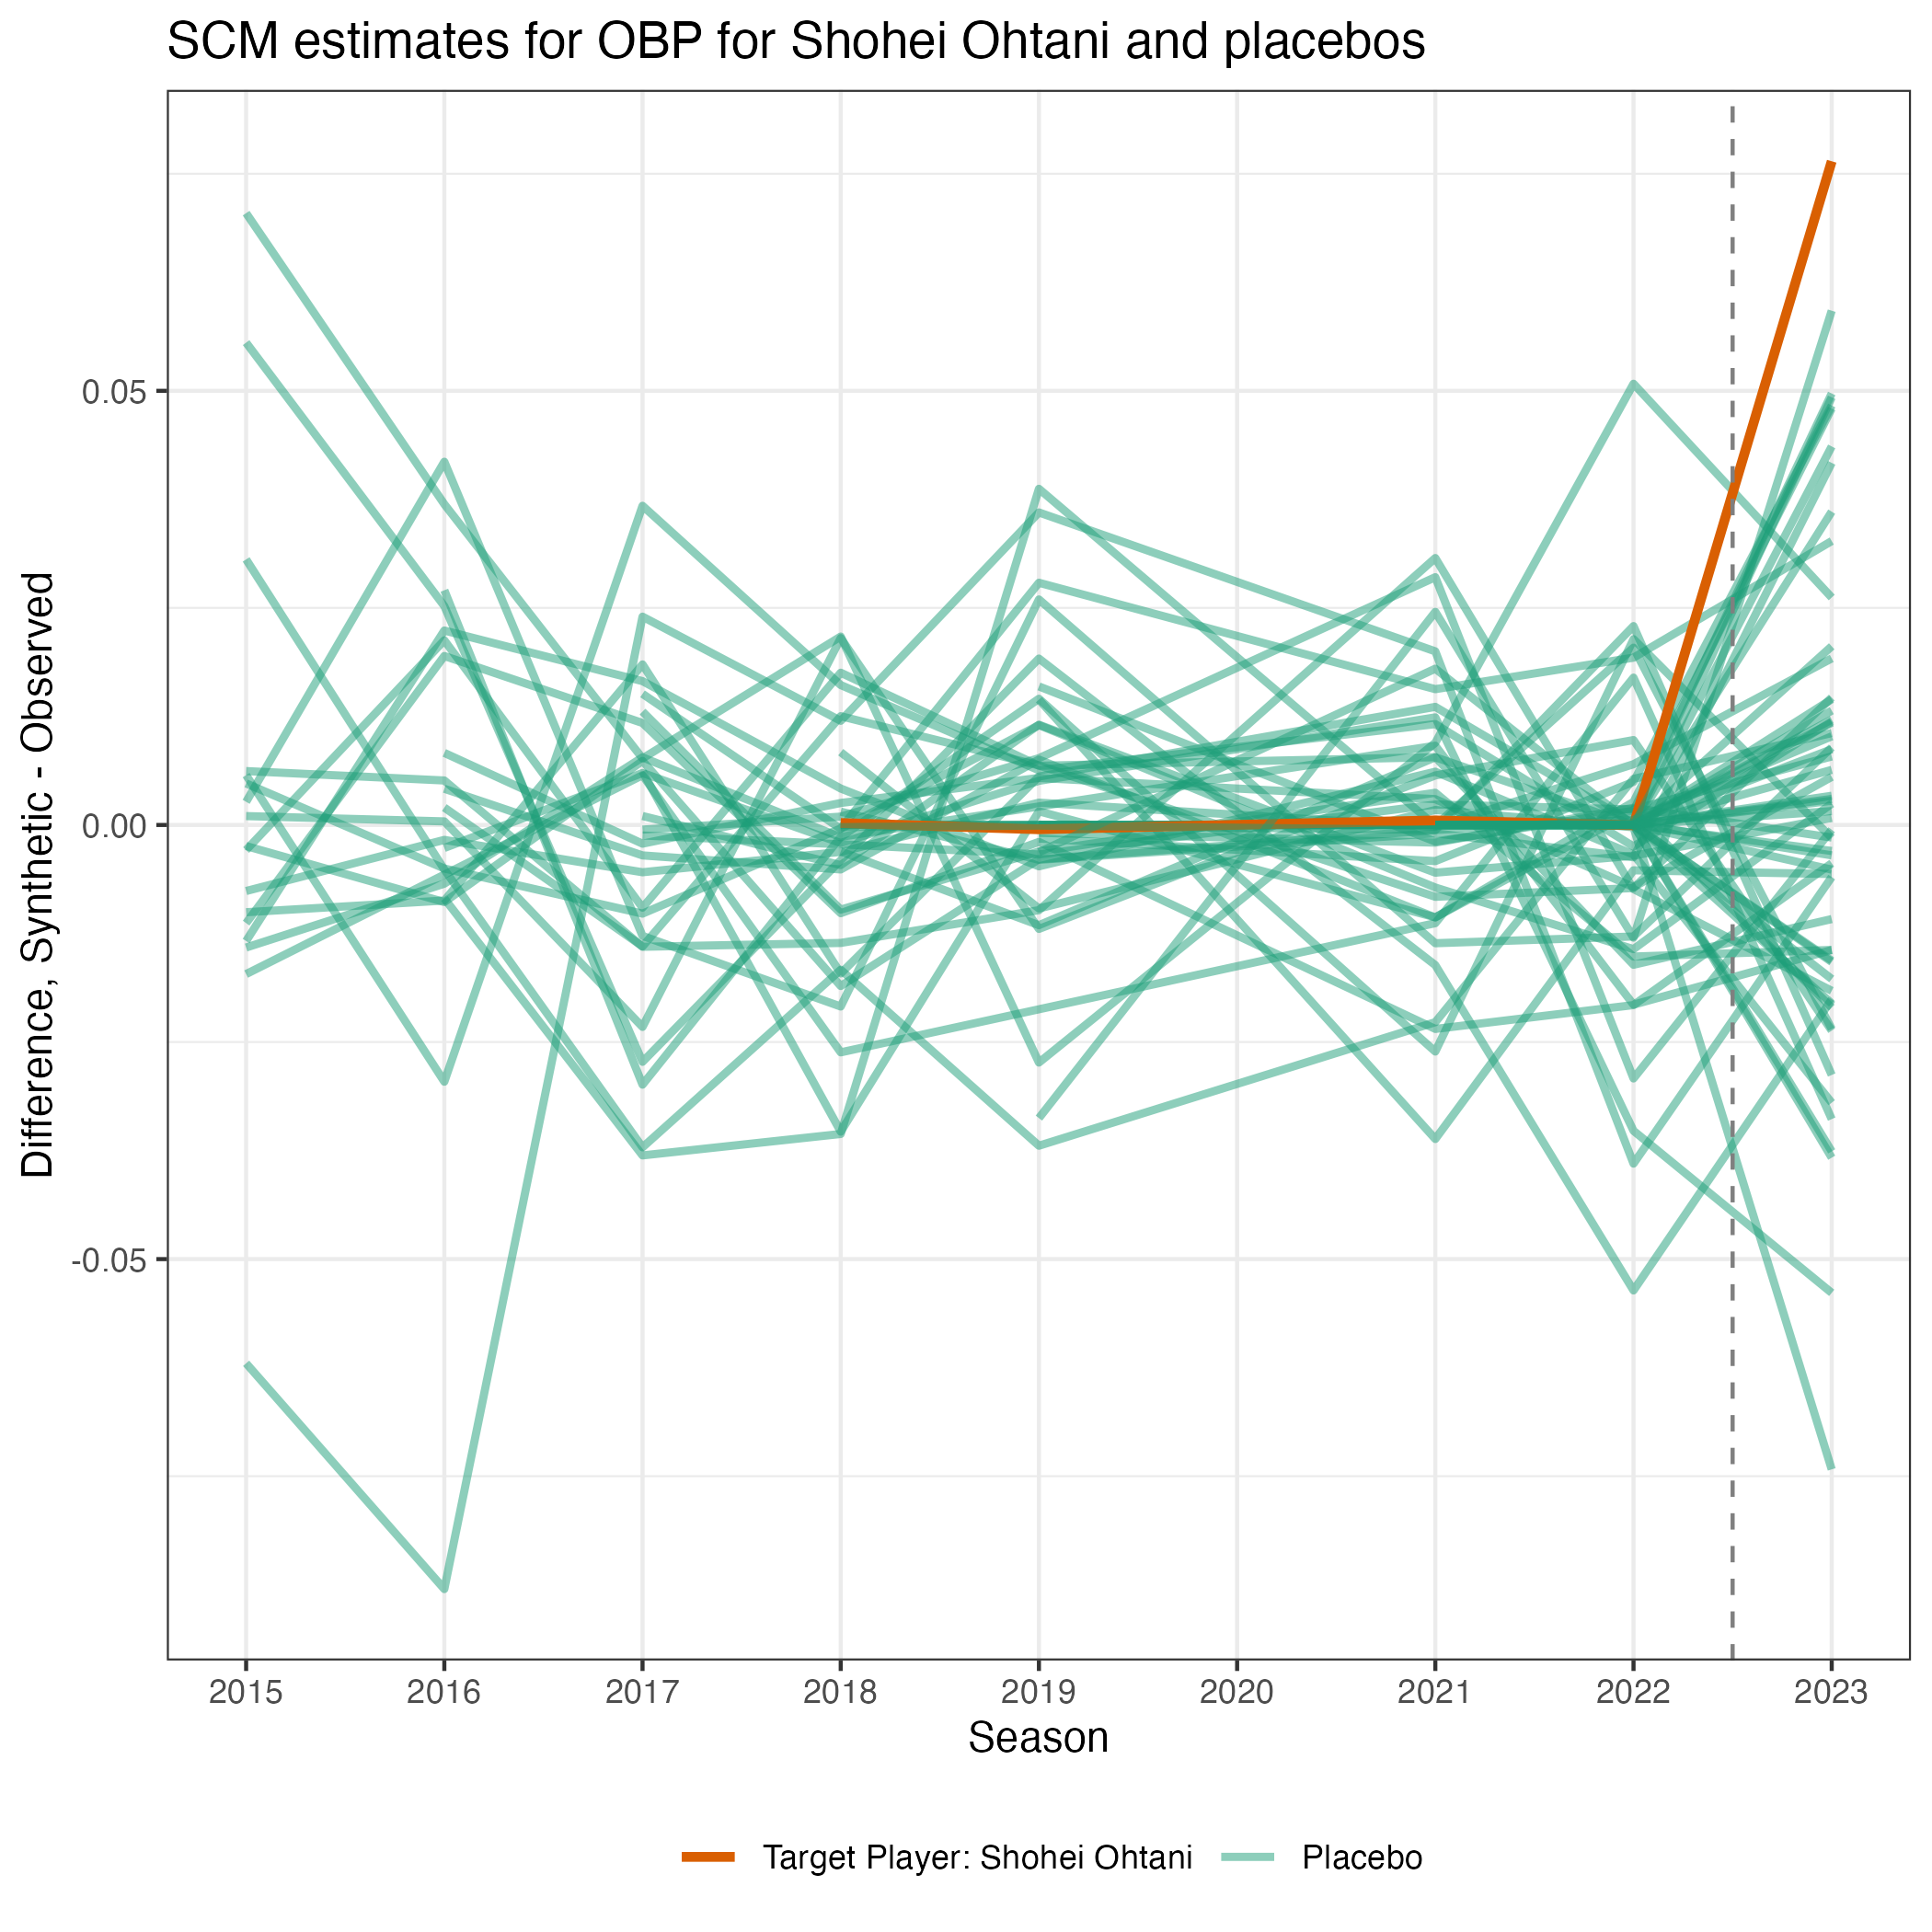 SCM estimates for OBP for Shohei Ohtani and placebos
Difference, Synthetic - Observed
0.05
0.00
-0.05
2015 2016 2017 2018 2019 2020 2021 2022 2023
Season
Target Player: Shohei Ohtani Placebo